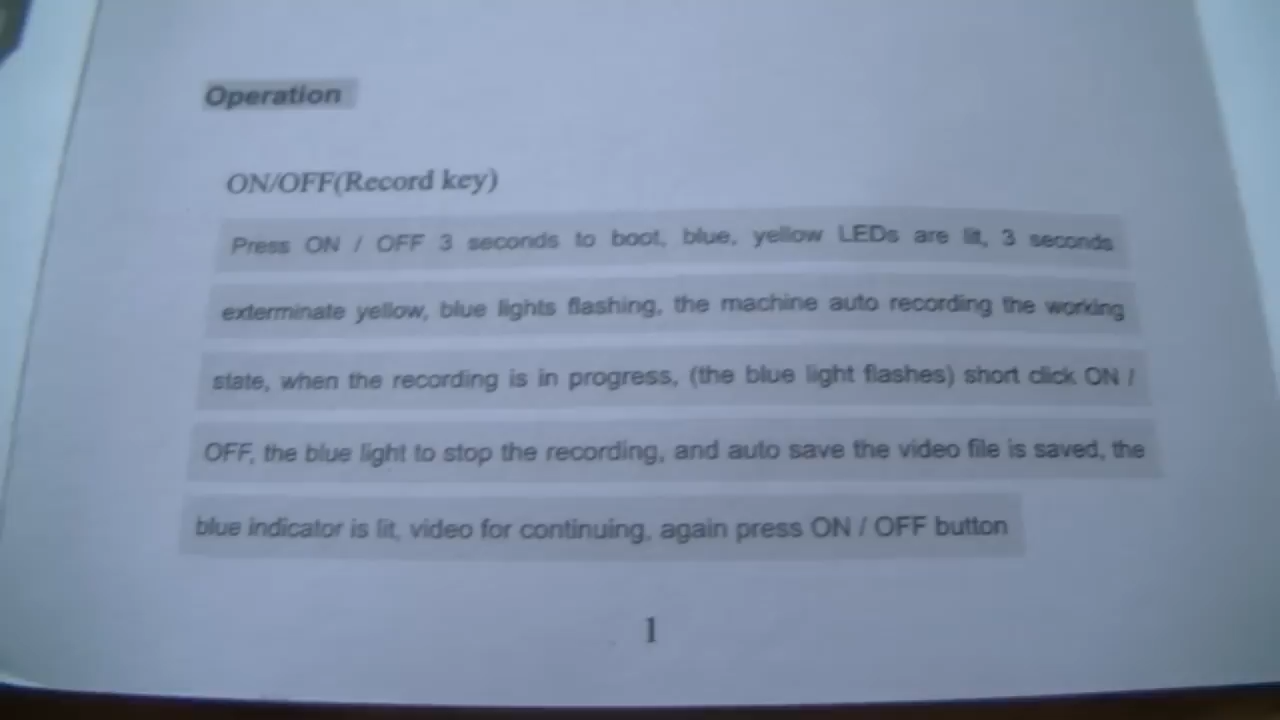 Operation
ON/OFF(Record key)
Press ON / OFF 3 seconds to boot, blue, yellow LEDs are lit, 3 seconds
exterminate yellow, blue lights flashing, the machine auto recording the working
state, when the recording is in progress, (the blue light flashes) short click ON /
OFF, the blue light to stop the recording, and auto save the video file is saved, the
blue indicator is lit, video for continuing, again press ON / OFF button
1